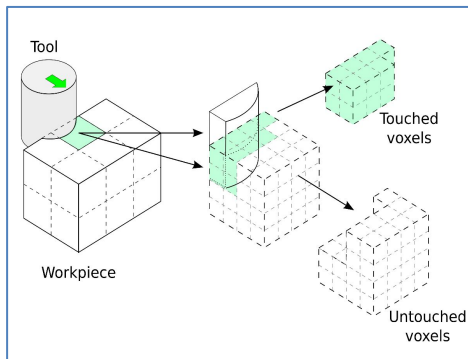 Tool
Touched
voxels
Workpiece
Untouched
voxels